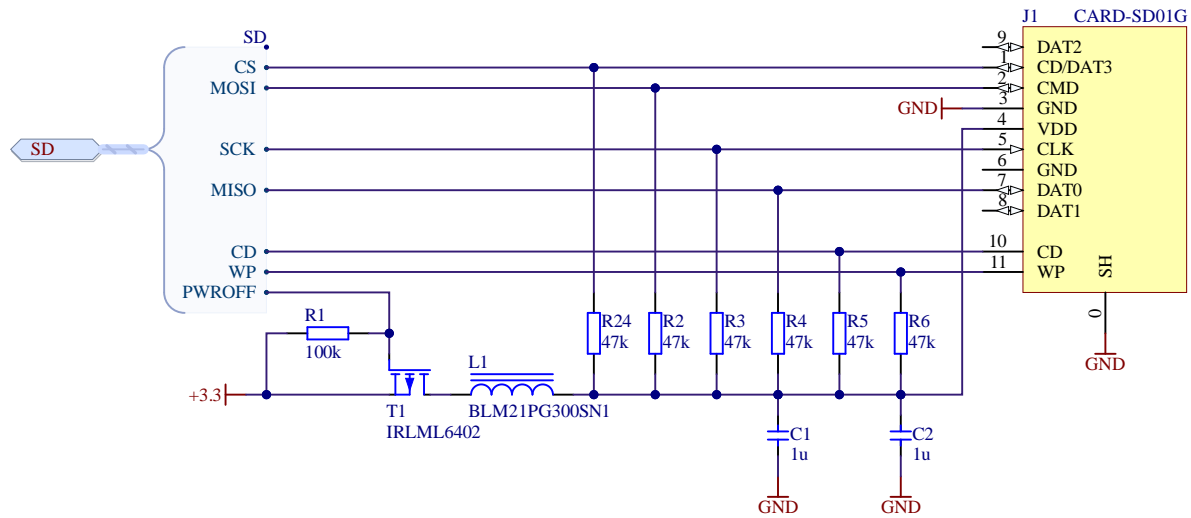 J1 CARD-SD01G
SD
9 DAT2
CS 1 CD/DAT3
MOSI 2 CMD
GND 3 GND
4 VDD
SD SCK 5 CLK
6 GND
MISO 7 DAT0
8 DAT1
CD 10 CD
WP 11 WP
SH
PWROFF
0
R1 R24 R2 R3 R4 R5 R6
100k 47k 47k 47k 47k 47k 47k
GND
L1
+3.3
T1 BLM21PG300SN1
IRLML6402
C1 C2
1u 1u
GND GND